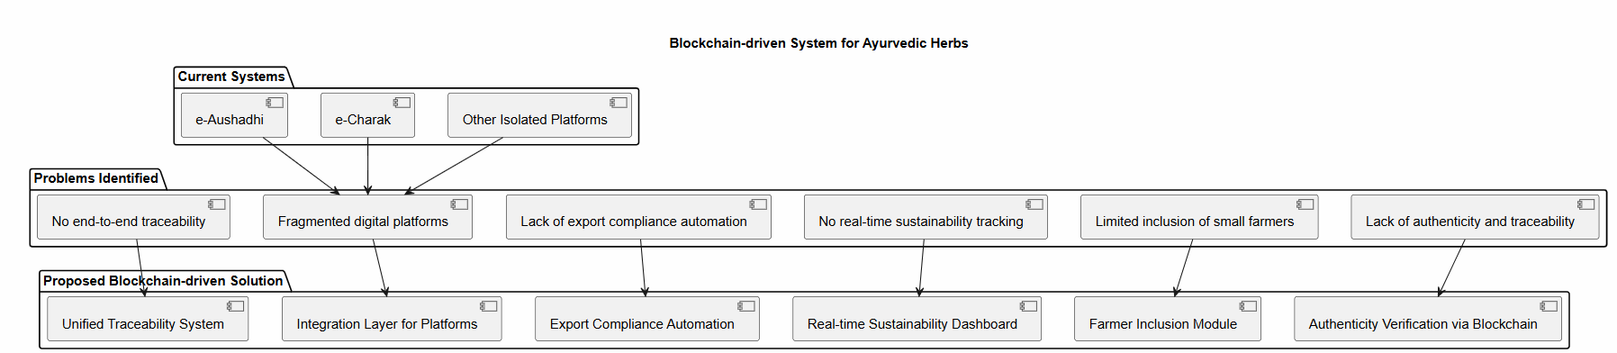 Blockchain-driven System for Ayurvedic Herbs
Current Systems
e-Aushadhi
e-Charak
Other Isolated Platforms
Problems Identified
No end-to-end traceability
Fragmented digital platforms
Lack of export compliance automation
No real-time sustainability tracking
Limited inclusion of small farmers
Lack of authenticity and traceability
Proposed Blockchain-driven Solution
Unified Traceability System
Integration Layer for Platforms
Export Compliance Automation
Real-time Sustainability Dashboard
Farmer Inclusion Module
Authenticity Verification via Blockchain